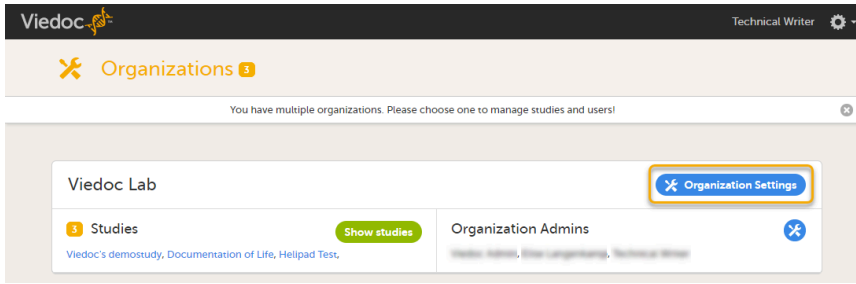 Viedoc
Technical Writer
Organizations 3
You have multiple organizations. Please choose one to manage studies and users!
Viedoc Lab
Organization Settings
3 Studies
Show studies
Organization Admins
Viedoc's demostudy, Documentation of Life, Helipad Test,